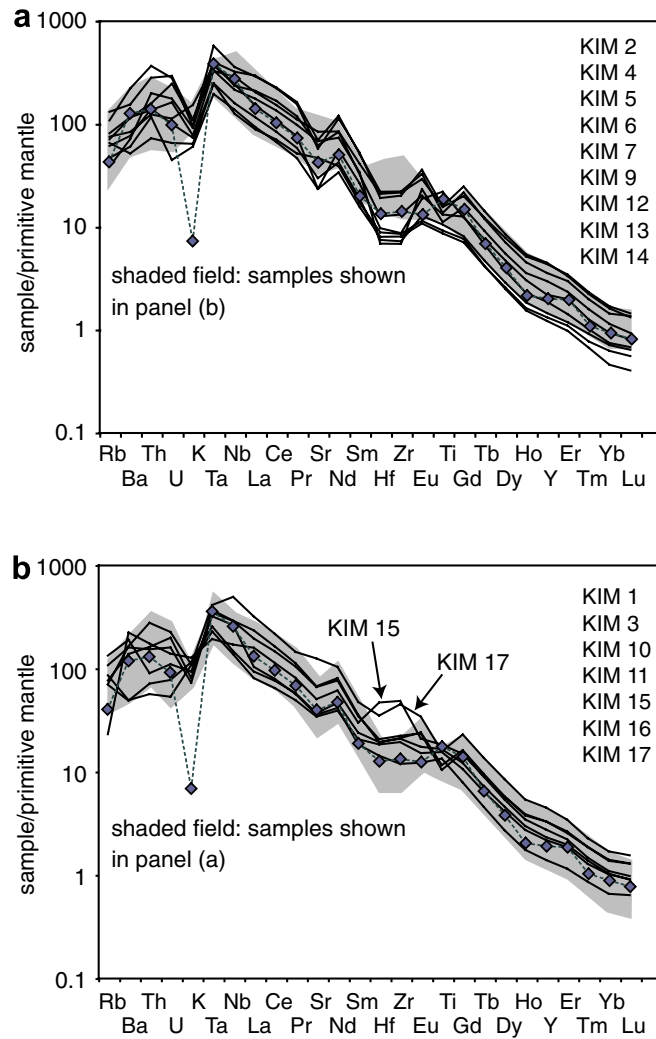 a
1000
100
10
1
0.1
sample/primitive mantle
KIM 2
KIM 4
KIM 5
KIM 6
KIM 7
KIM 9
KIM 12
KIM 13
KIM 14
shaded field: samples shown
in panel (b)
Rb Th K Nb Ce Sr Sm Zr Ti Tb Ho Er Yb
Ba U Ta La Pr Nd Hf Eu Gd Dy Y Tm Lu
b
1000
100
10
1
0.1
sample/primitive mantle
KIM 15
KIM 17
KIM 1
KIM 3
KIM 10
KIM 11
KIM 15
KIM 16
KIM 17
shaded field: samples shown
in panel (a)
Rb Th K Nb Ce Sr Sm Zr Ti Tb Ho Er Yb
Ba U Ta La Pr Nd Hf Eu Gd Dy Y Tm Lu